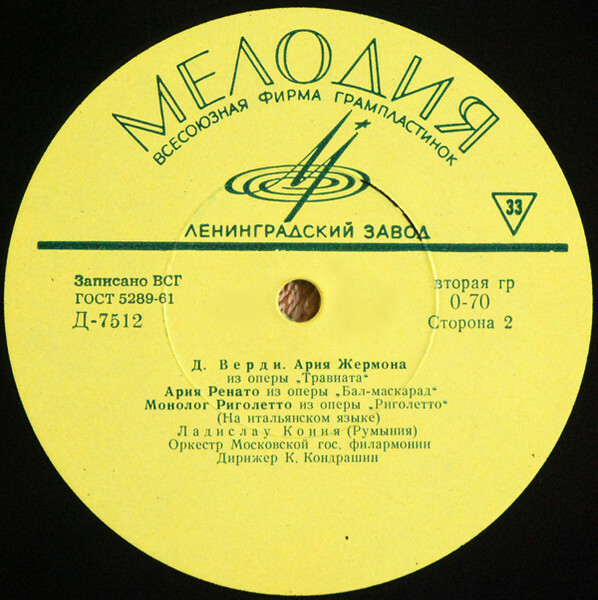 МЕЛОДИЯ
ВСЕСОЮЗНАЯ ФИРМА ГРАМПЛАСТИНОК
ЛЕНИНГРАДСКИЙ ЗАВОД
33
Записано ВСГ
ГОСТ 5289-61
Д-7512
вторая гр
0-70
Сторона 2
Д. Верди. Ария Жермона
из оперы „Травиата“
Ария Ренато из оперы „Бал-маскарад“
Монолог Риголетто из оперы „Риголетто“
(На итальянском языке)
Ладислау Кония (Румыния)
Оркестр Московской гос. филармонии
Дирижер К. Кондрашин